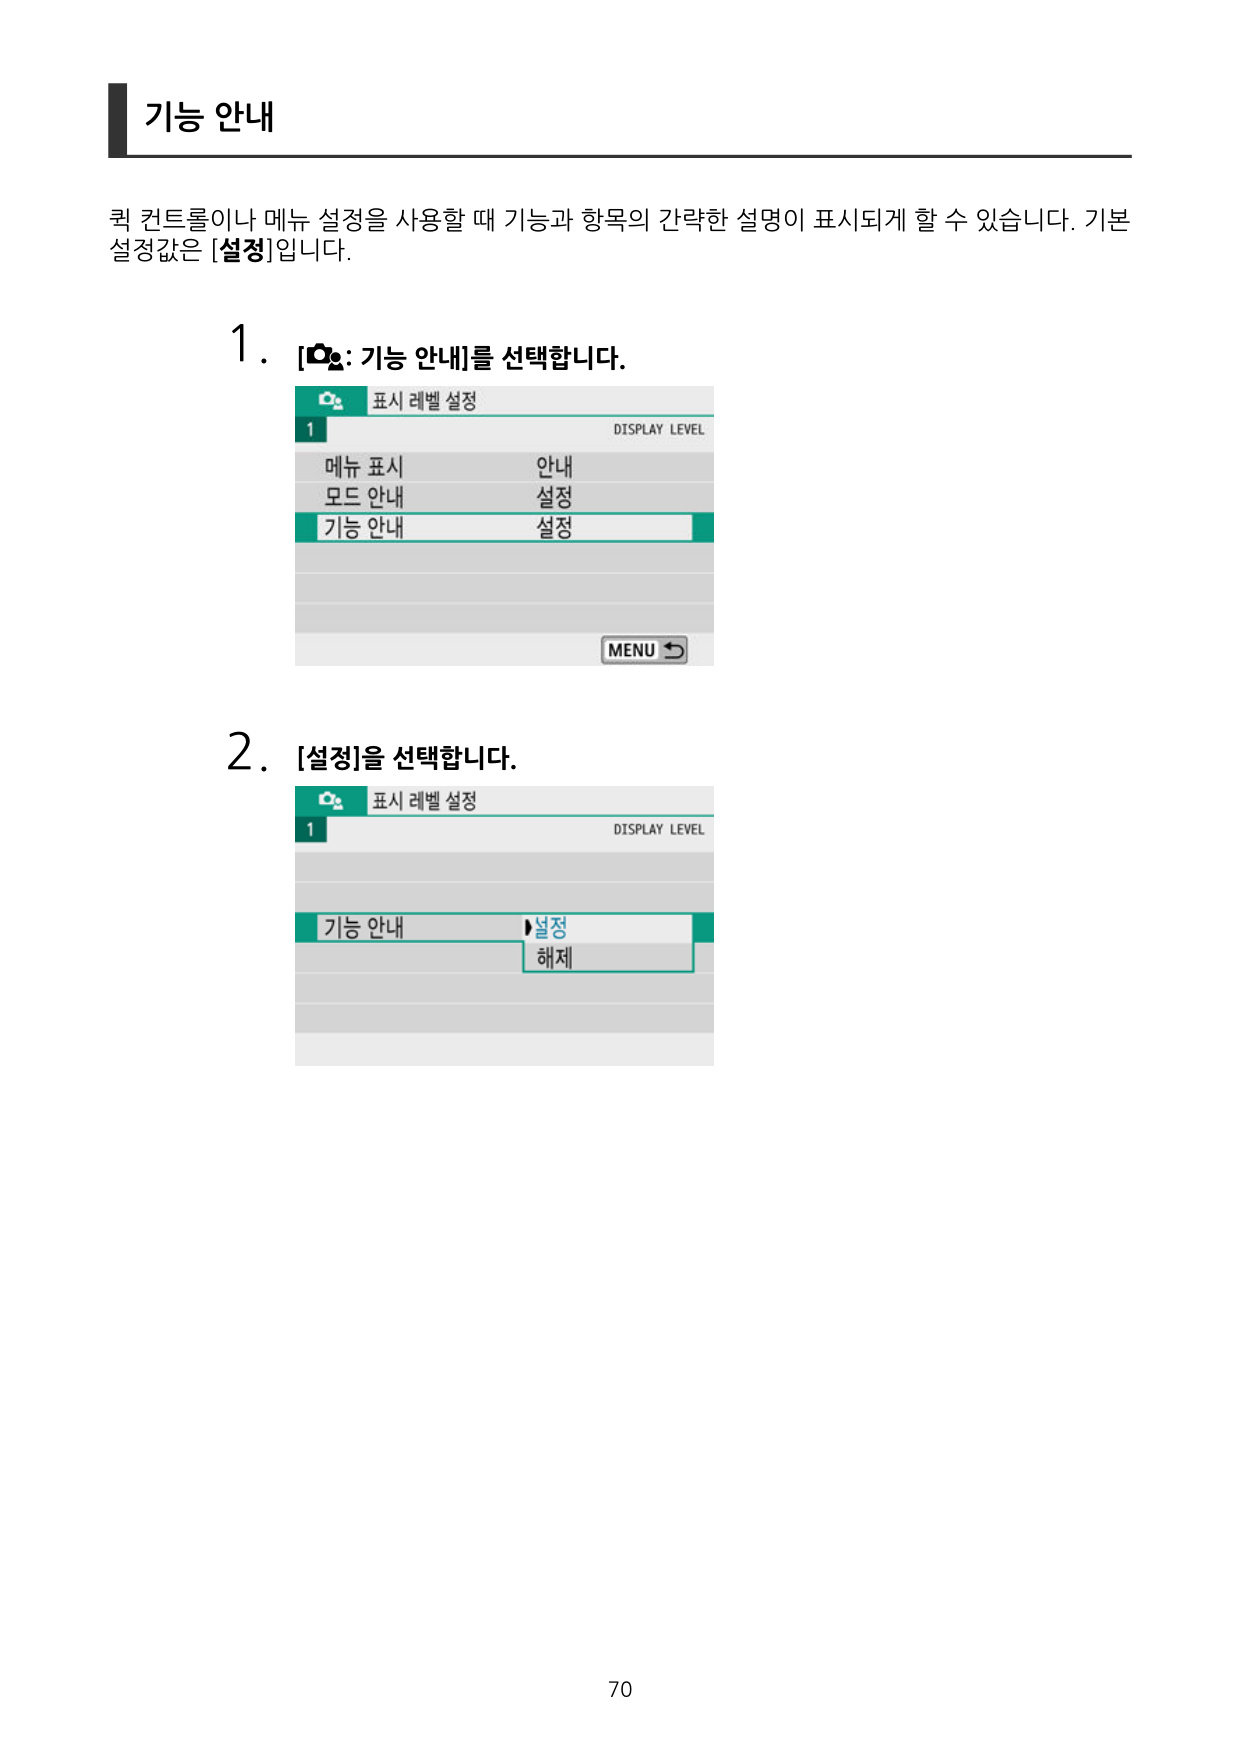 기능 안내
퀵 컨트롤이나 메뉴 설정을 사용할 때 기능과 항목의 간략한 설명이 표시되게 할 수 있습니다. 기본
설정값은 [설정]입니다.
1. [: 기능 안내]를 선택합니다.
표시 레벨 설정
1 DISPLAY LEVEL
메뉴 표시 안내
모드 안내 설정
기능 안내 설정
MENU
2. [설정]을 선택합니다.
표시 레벨 설정
1 DISPLAY LEVEL
기능 안내 설정
해제
70